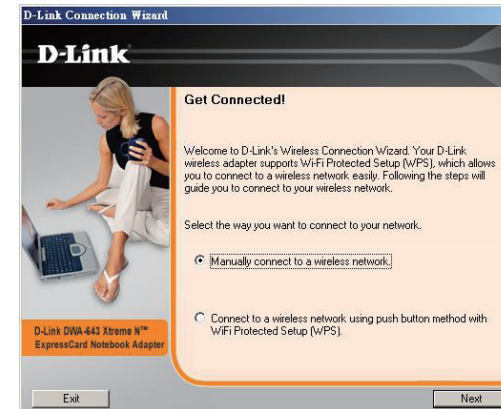 D-Link Connection Wizard
D-Link
Get Connected!
Welcome to D-Link's Wireless Connection Wizard. Your D-Link
wireless adapter supports Wi-Fi Protected Setup (WPS), which allows
you to connect to a wireless network easily. Following the steps will
guide you to connect to your wireless network.
Select the way you want to connect to your network.
Manually connect to a wireless network.
Connect to a wireless network using push button method with
WiFi Protected Setup (WPS).
D-Link DWA-643 Xtreme N™
ExpressCard Notebook Adapter
Exit
Next